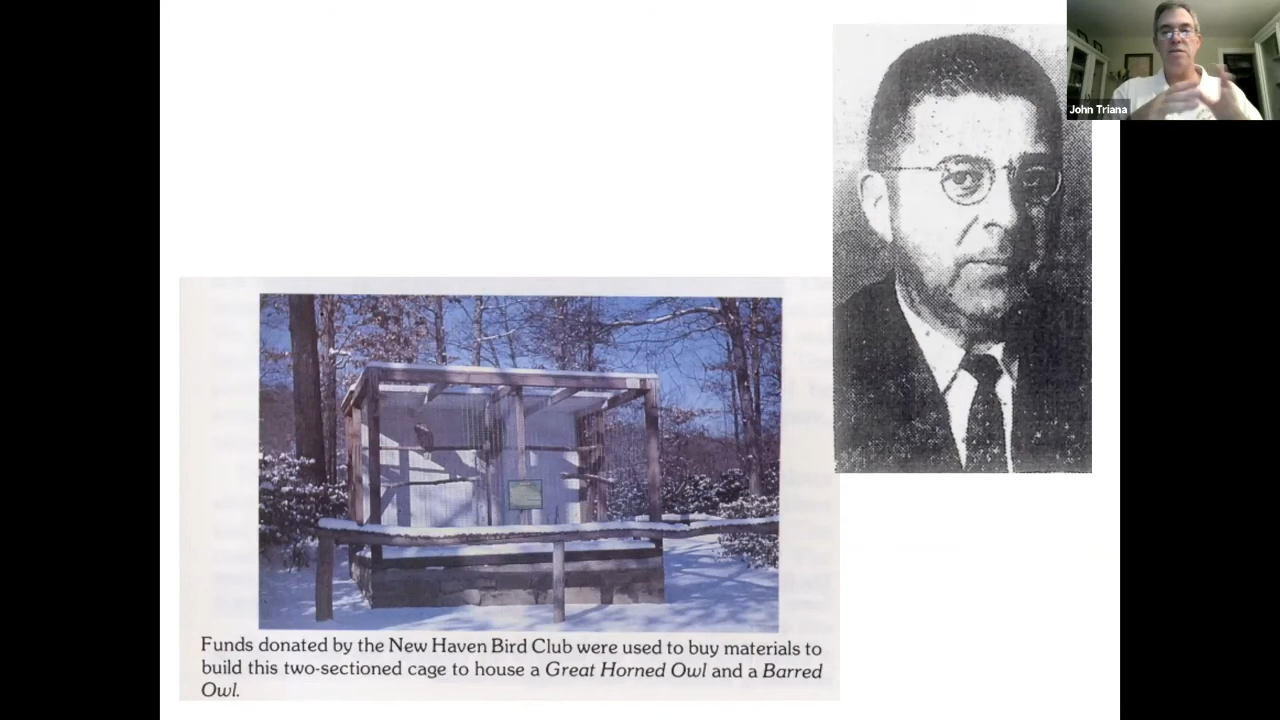 John Triana
Funds donated by the New Haven Bird Club were used to buy materials to
build this two-sectioned cage to house a Great Horned Owl and a Barred
Owl.